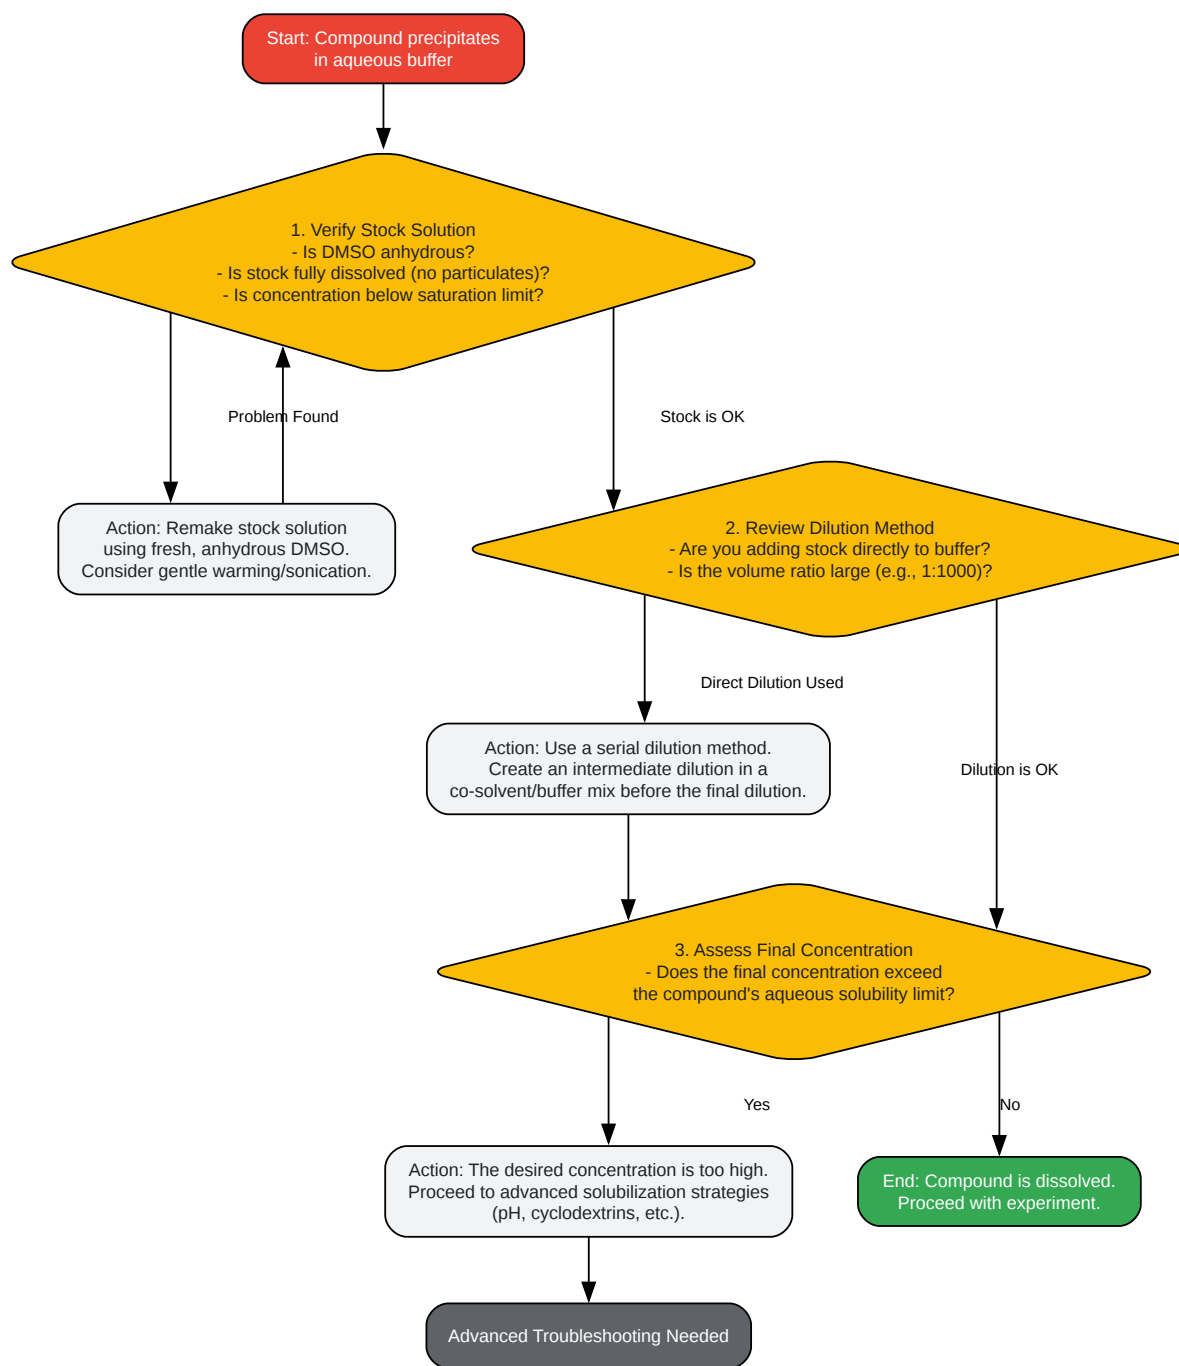 Start: Compound precipitates
in aqueous buffer
1. Verify Stock Solution
- Is DMSO anhydrous?
- Is stock fully dissolved (no particulates)?
- Is concentration below saturation limit?
Problem Found
Stock is OK
Action: Remake stock solution
using fresh, anhydrous DMSO.
Consider gentle warming/sonication.
2. Review Dilution Method
- Are you adding stock directly to buffer?
- Is the volume ratio large (e.g., 1:1000)?
Direct Dilution Used
Action: Use a serial dilution method.
Create an intermediate dilution in a
co-solvent/buffer mix before the final dilution.
Dilution is OK
3. Assess Final Concentration
- Does the final concentration exceed
the compound's aqueous solubility limit?
Yes
No
Action: The desired concentration is too high.
Proceed to advanced solubilization strategies
(pH, cyclodextrins, etc.).
End: Compound is dissolved.
Proceed with experiment.
Advanced Troubleshooting Needed